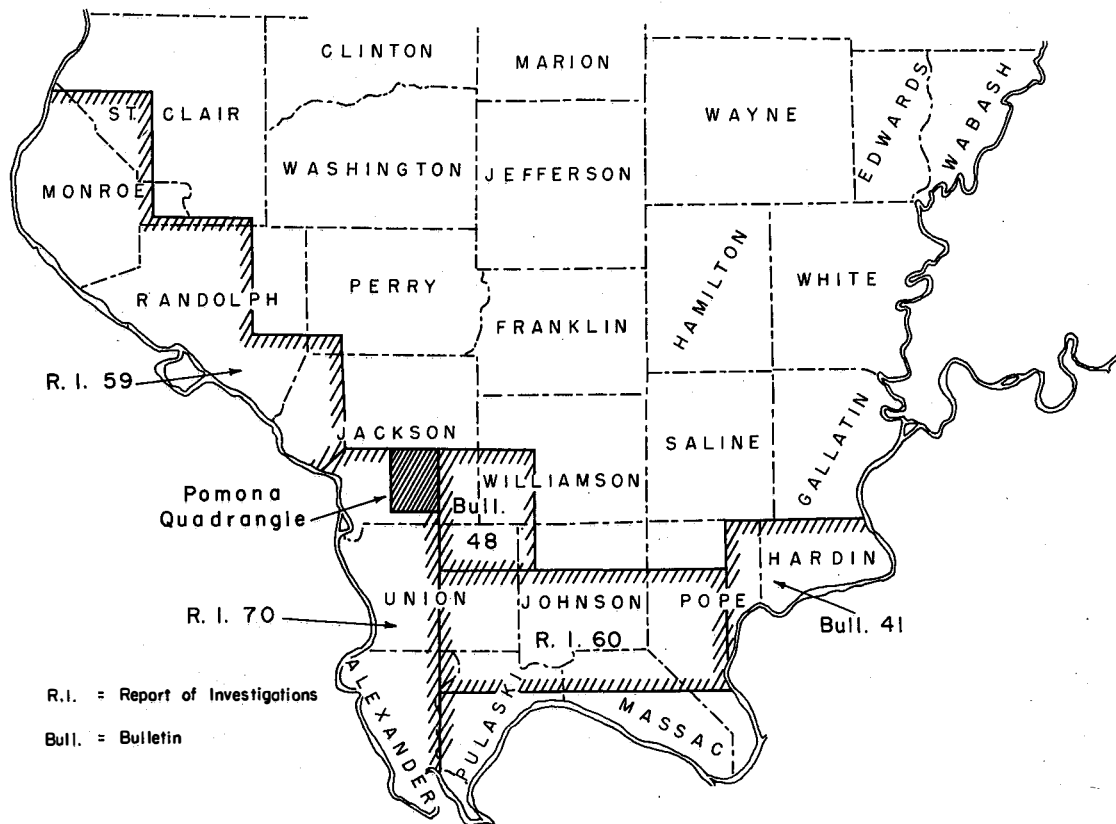 CLINTON
MARION
WAYNE
EDWARDS
WABASH
ST. CLAIR
WASHINGTON
JEFFERSON
MONROE
HAMILTON
WHITE
RANDOLPH
PERRY
FRANKLIN
R. I. 59
JACKSON
SALINE
GALLATIN
WILLIAMSON
Pomona
Quadrangle
Bull.
48
HARDIN
UNION
JOHNSON
POPE
R. I. 70
R. I. 60
Bull. 41
ALEXANDER
PULASKI
MASSAC
R.I. = Report of Investigations
Bull. = Bulletin